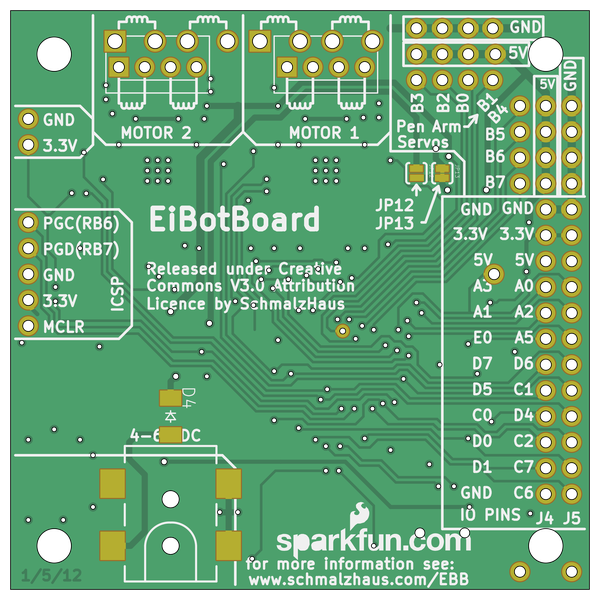 GND
5V
B3 B2 B0 B1
Pen Arm
Servos
B4
B5
B6
B7
5V
GND
MOTOR 2
MOTOR 1
GND
3.3V
JP12
JP13
PGC(RB6)
PGD(RB7)
GND
3.3V
MCLR
ICSP
EiBotBoard
Released under Creative
Commons V3.0 Attribution
Licence by SchmalzHaus
GND GND
3.3V 3.3V
5V 5V
A3 A0
A1 A2
E0 A5
D7 D6
D5 C1
C0 D4
D0 C2
D1 C7
GND C6
IO PINS J4 J5
D4
sparkfun.com
for more information see:
www.schmalzhaus.com/EBB
1/5/12